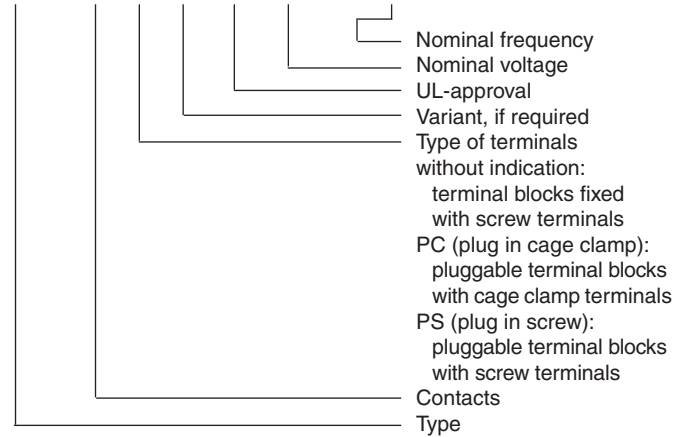 Nominal frequency
Nominal voltage
UL-approval
Variant, if required
Type of terminals
without indication:
terminal blocks fixed
with screw terminals
PC (plug in cage clamp):
pluggable terminal blocks
with cage clamp terminals
PS (plug in screw):
pluggable terminal blocks
with screw terminals
Contacts
Type